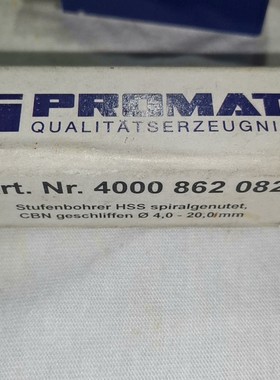 PROMAT
QUALITÄTSERZEUGNI
rt. Nr. 4000 862 082
Stufenbohrer HSS spiralgenutet,
CBN geschliffen Ø 4,0 - 20,0/mm